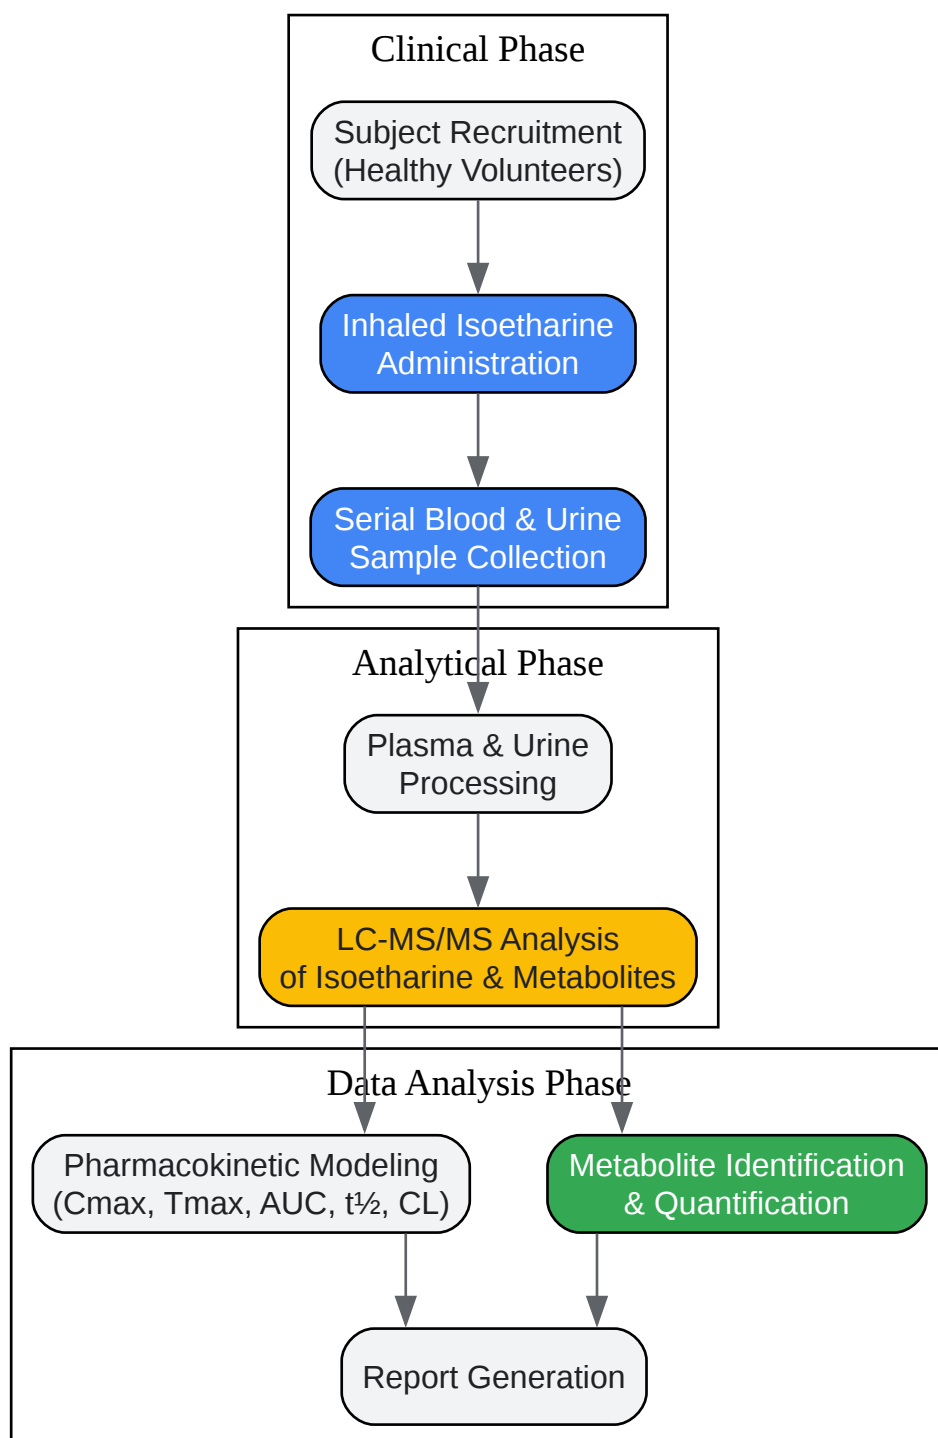 Clinical Phase
Subject Recruitment
(Healthy Volunteers)
Inhaled Isoetharine
Administration
Serial Blood & Urine
Sample Collection
Analytical Phase
Plasma & Urine
Processing
LC-MS/MS Analysis
of Isoetharine & Metabolites
Data Analysis Phase
Pharmacokinetic Modeling
(Cmax, Tmax, AUC, t½, CL)
Metabolite Identification
& Quantification
Report Generation